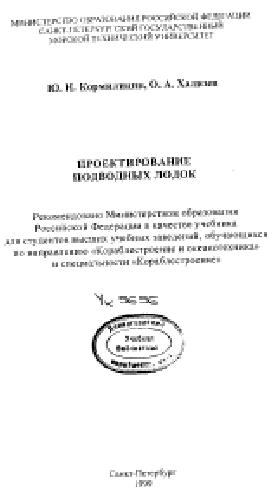 МИНИСТЕРСТВО ОБРАЗОВАНИЯ РОССИЙСКОЙ ФЕДЕРАЦИИ
САНКТ-ПЕТЕРБУРГСКИЙ ГОСУДАРСТВЕННЫЙ
МОРСКОЙ ТЕХНИЧЕСКИЙ УНИВЕРСИТЕТ
Ю. Н. Кормилицин, О. А. Хализев
ПРОЕКТИРОВАНИЕ
ПОДВОДНЫХ ЛОДОК
Рекомендовано Министерством образования
Российской Федерации в качестве учебника
для студентов высших учебных заведений, обучающихся
по направлению «Кораблестроение и океанотехника»
и специальности «Кораблестроение»
Учебная
библиотека
Санкт-Петербург
1999